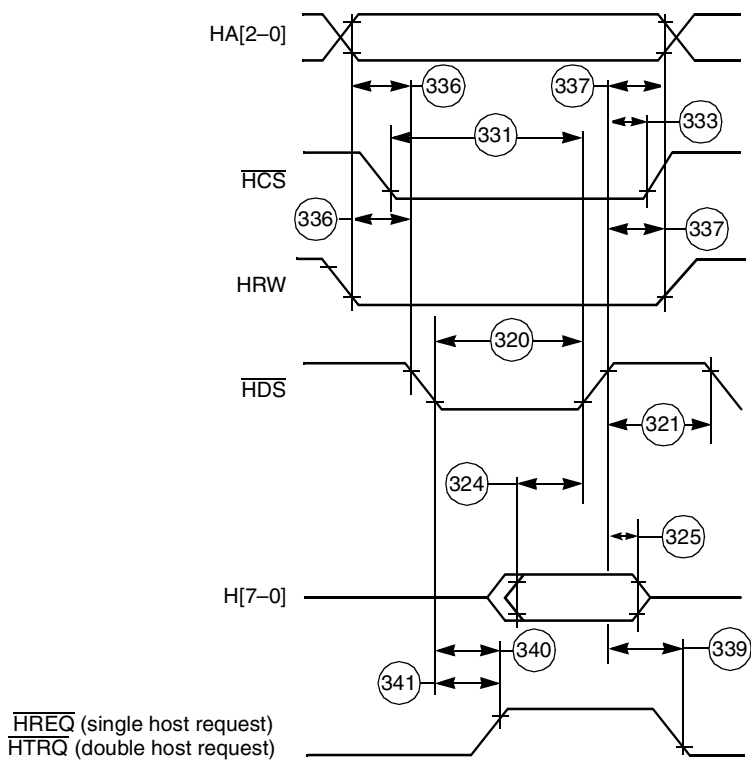 HA[2–0]
336
337
333
331
HCS
336
337
HRW
320
HDS
321
324
325
H[7–0]
340
339
341
HREQ (single host request)
HTRQ (double host request)